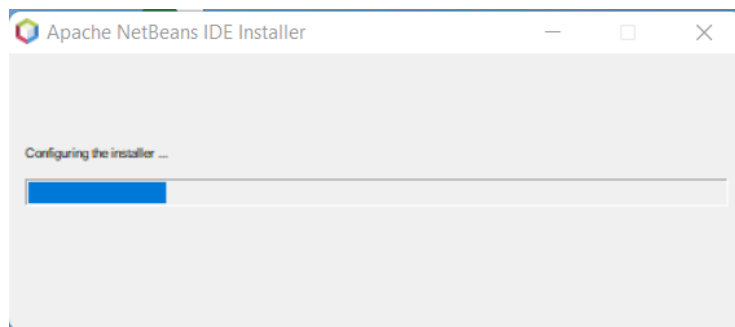 Apache NetBeans IDE Installer
Configuring the installer ...